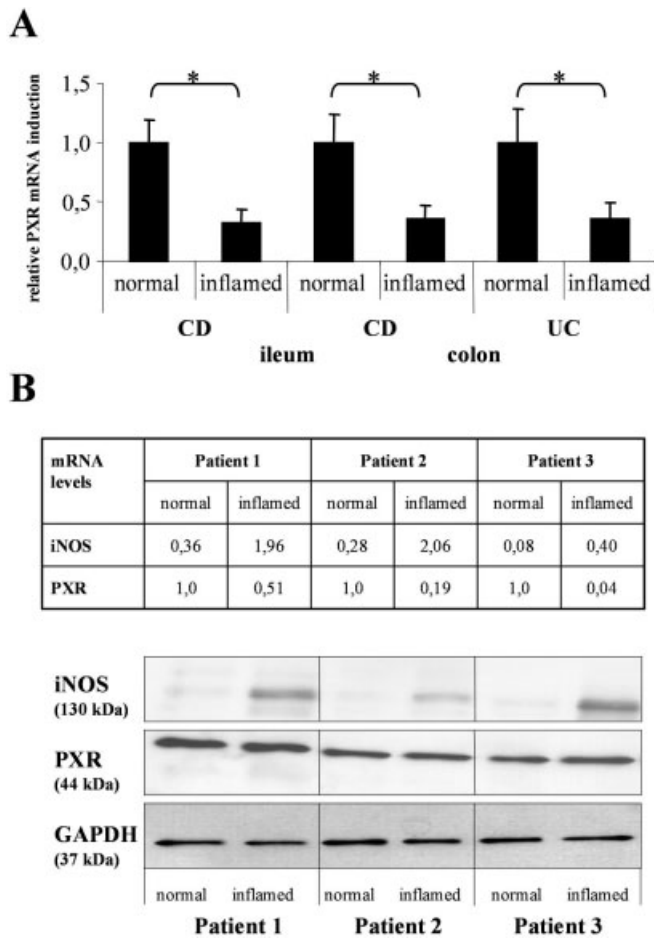 A
relative PXR mRNA induction
1,5
1,0
0,5
0,0
* * *
normal inflamed normal inflamed normal inflamed
CD CD UC
ileum colon
B
mRNA levels Patient 1 Patient 2 Patient 3
normal inflamed normal inflamed normal inflamed
iNOS 0,36 1,96 0,28 2,06 0,08 0,40
PXR 1,0 0,51 1,0 0,19 1,0 0,04
iNOS
(130 kDa)
PXR
(44 kDa)
GAPDH
(37 kDa)
normal inflamed normal inflamed normal inflamed
Patient 1 Patient 2 Patient 3